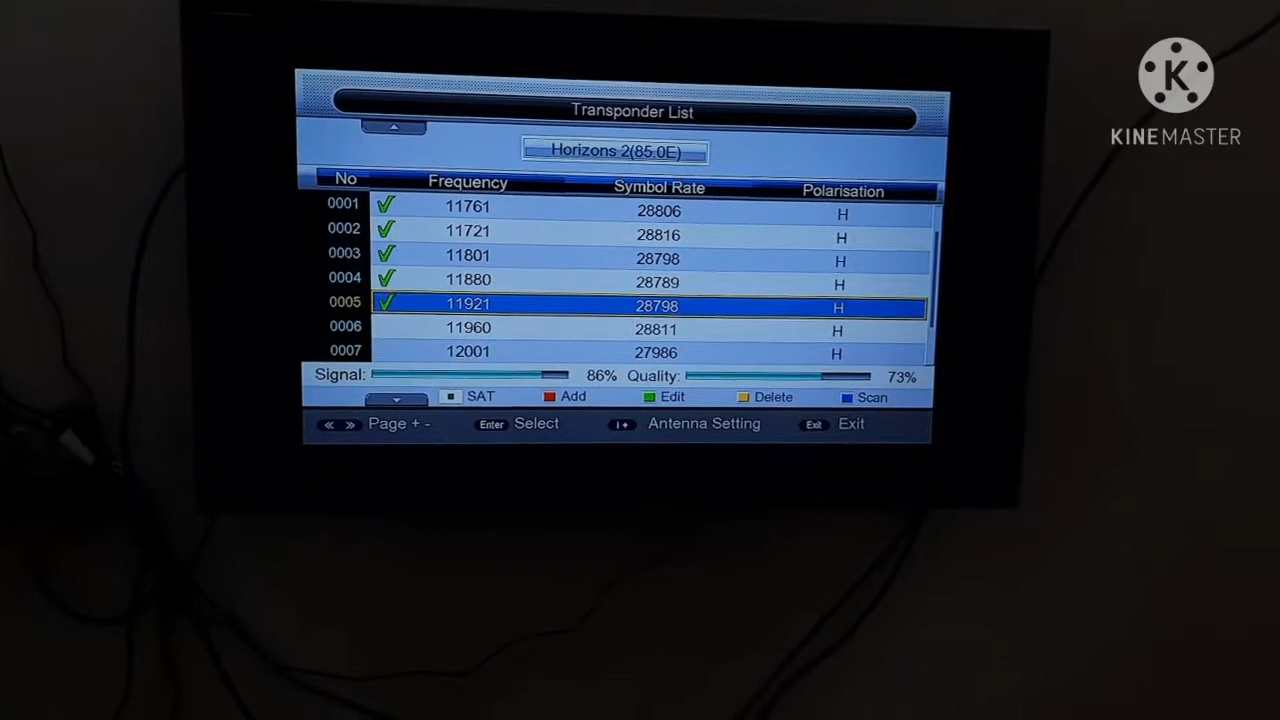 Transponder List
Horizons 2(85.0E)
No Frequency Symbol Rate Polarisation
0001 11761 28806 H
0002 11721 28816 H
0003 11801 28798 H
0004 11880 28789 H
0005 11921 28798 H
0006 11960 28811 H
0007 12001 27986 H
Signal: 86% Quality: 73%
SAT Add Edit Delete Scan
Page + - Enter Select Antenna Setting Exit Exit
K
KINEMASTER